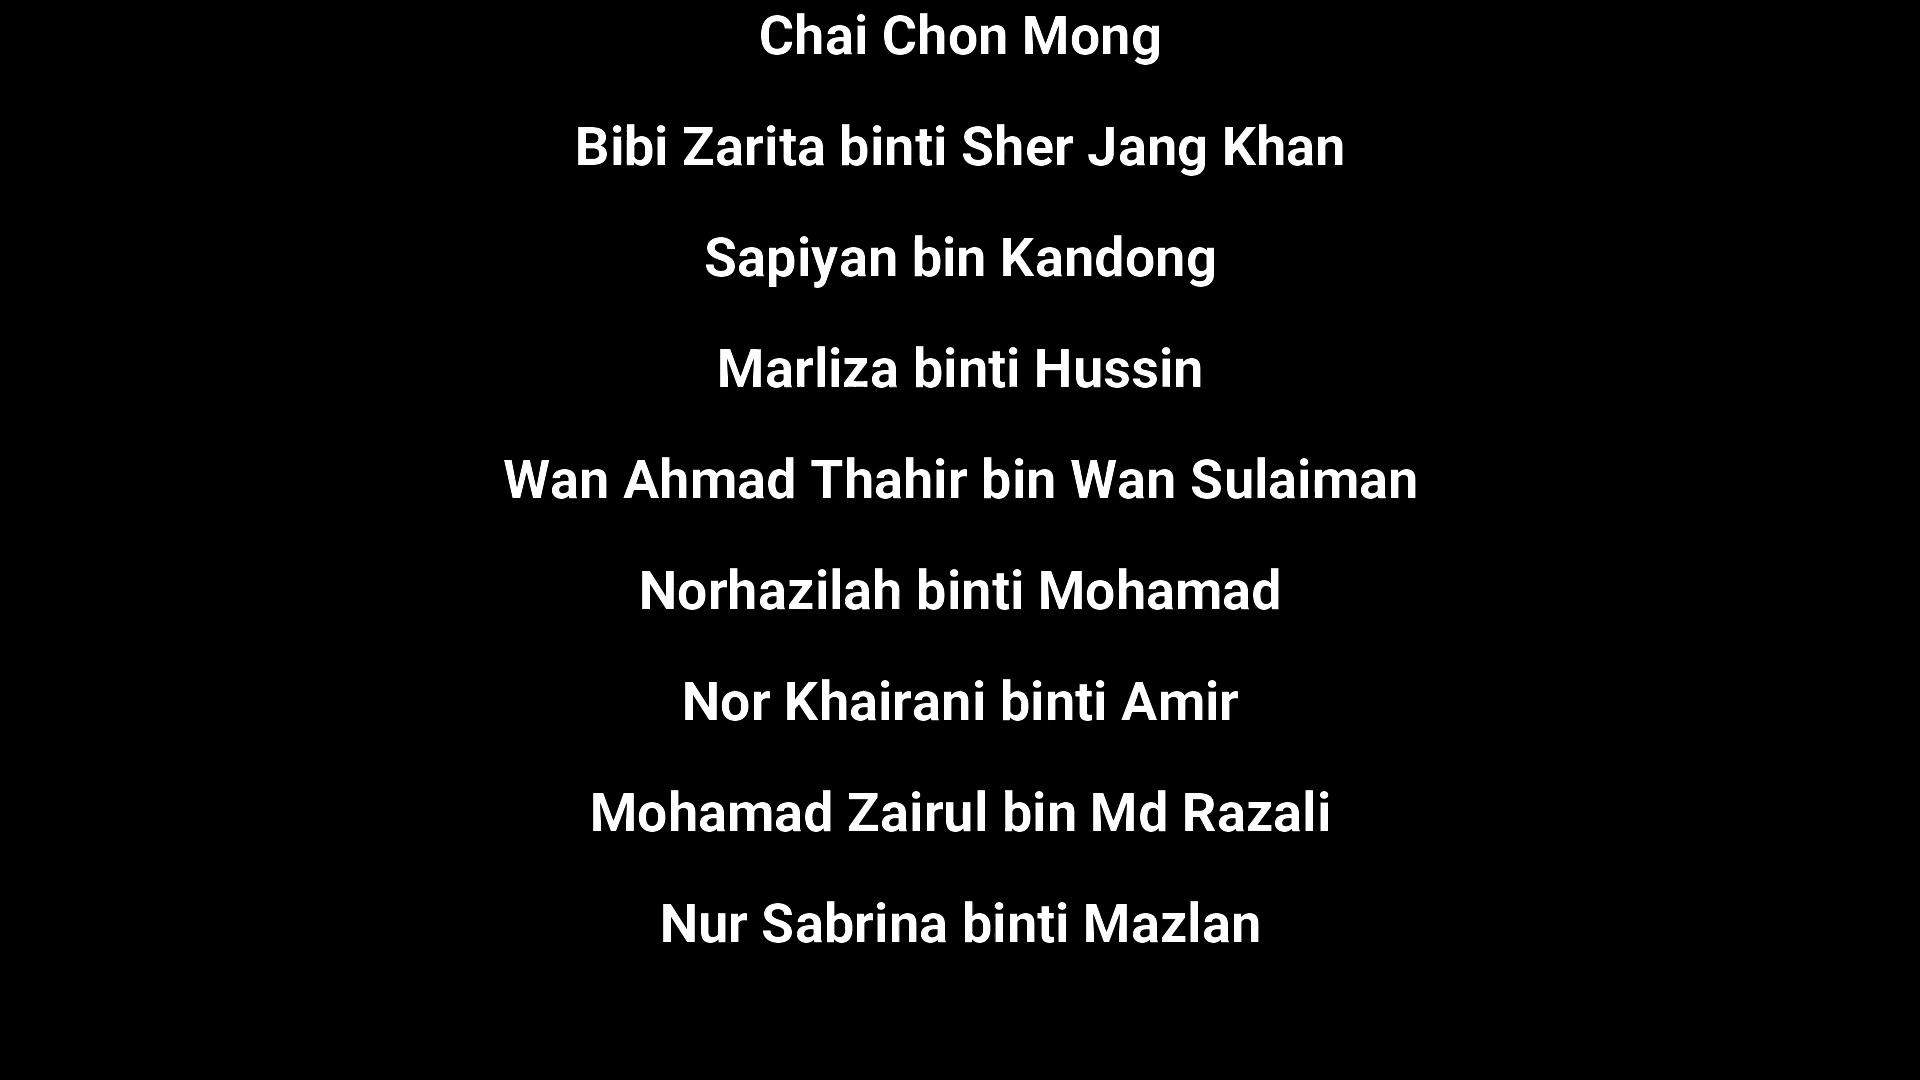 Chai Chon Mong
Bibi Zarita binti Sher Jang Khan
Sapiyan bin Kandong
Marliza binti Hussin
Wan Ahmad Thahir bin Wan Sulaiman
Norhazilah binti Mohamad
Nor Khairani binti Amir
Mohamad Zairul bin Md Razali
Nur Sabrina binti Mazlan